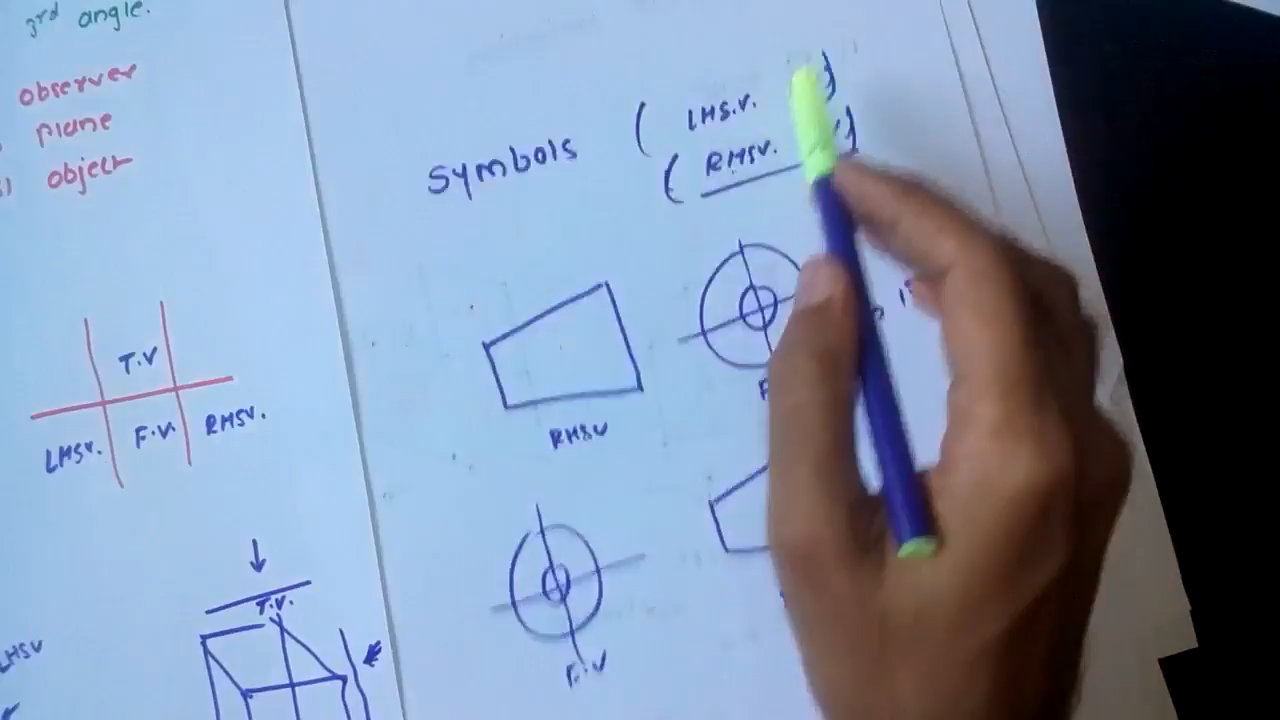 3rd angle.
observer
plane
object
T.V
LHSV. F.V. RHSV.
T.V.
LHSV
Symbols
( LHS.V. )
( RHSV. )
RHSV
F.V